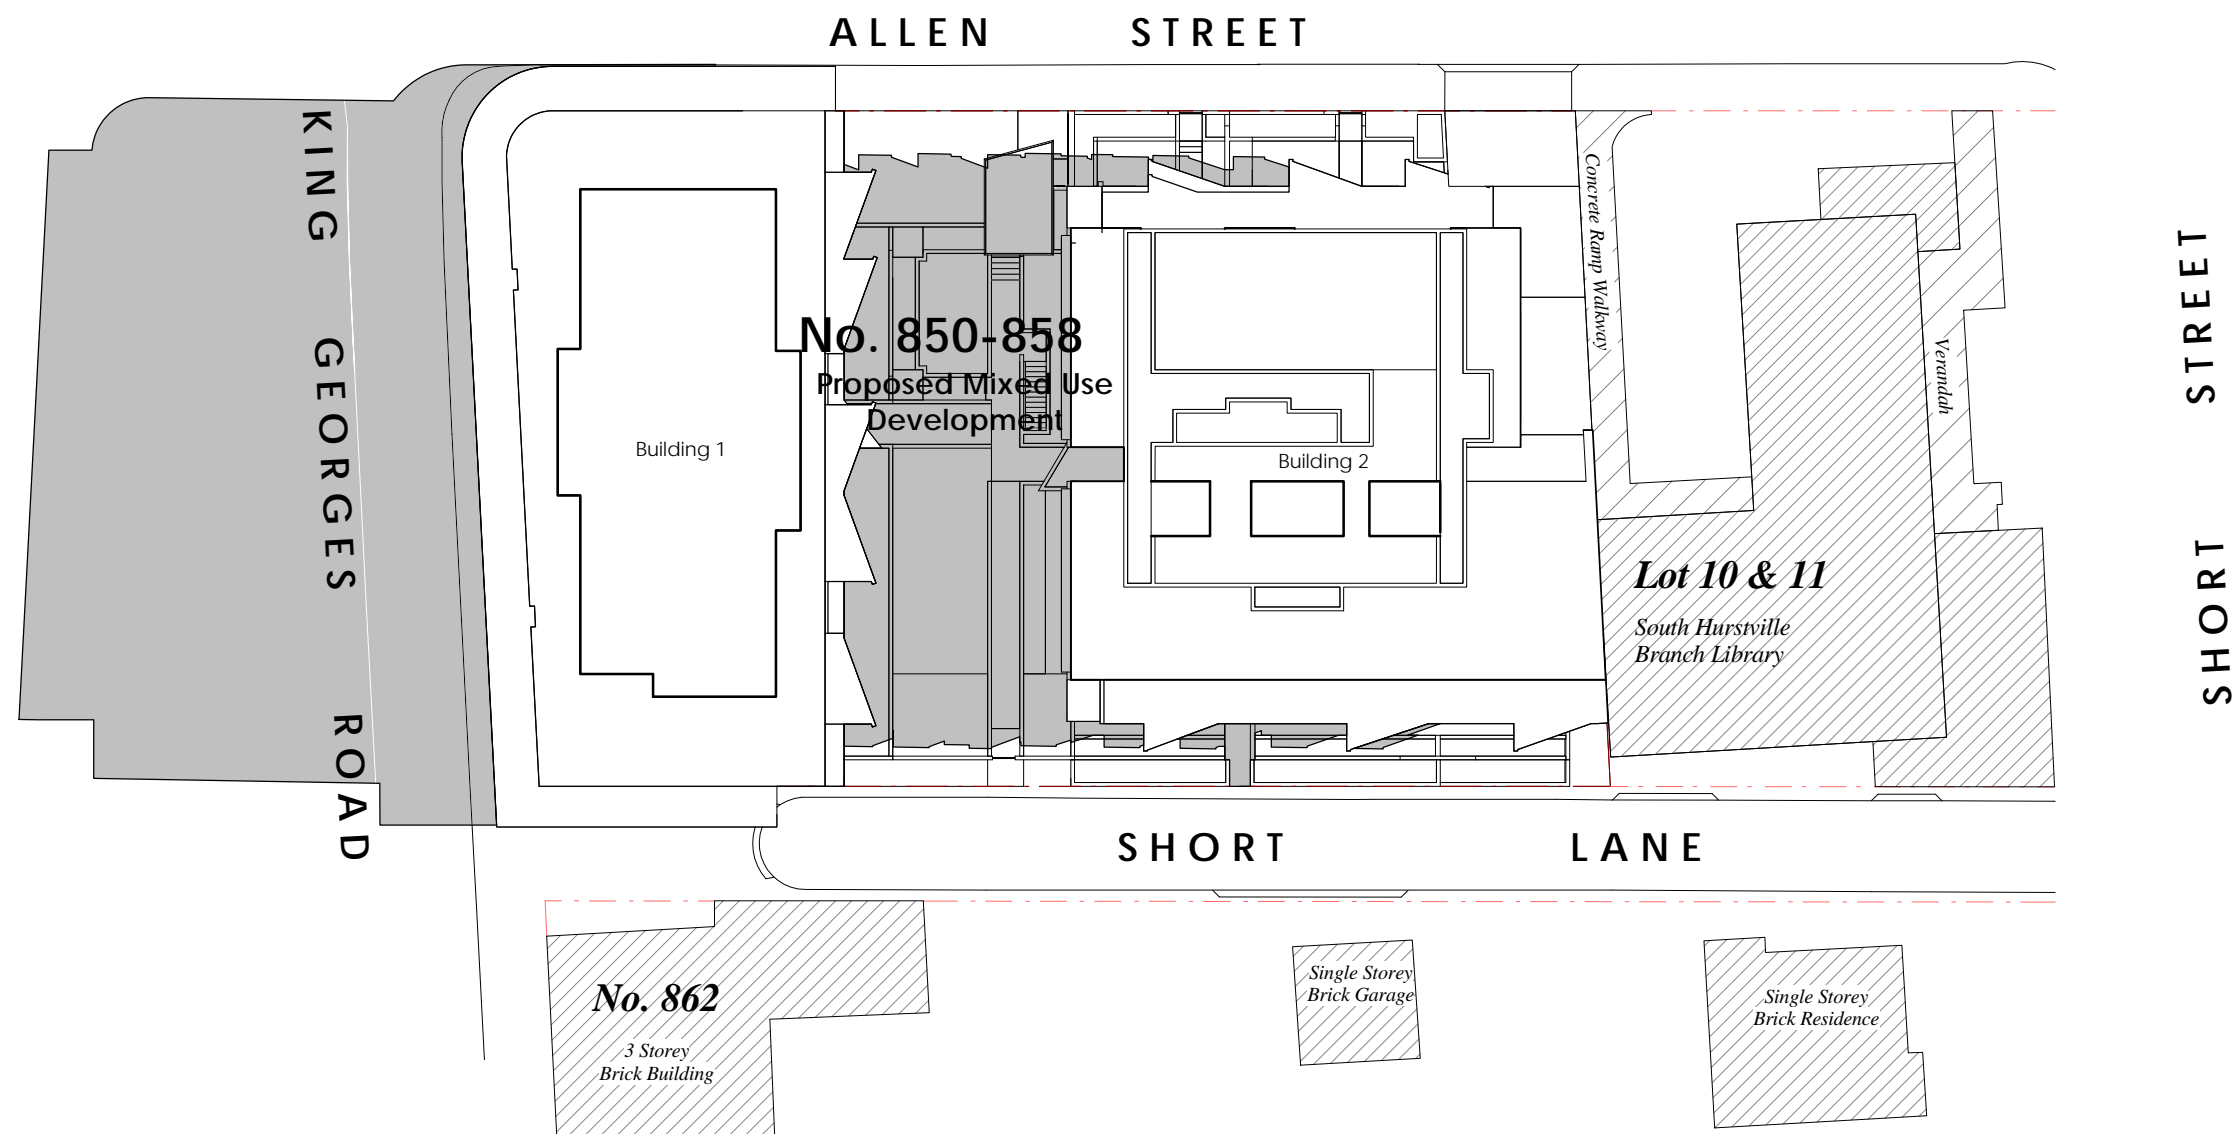 ALLEN STREET
KING GEORGES ROAD
Concrete Ramp Walkway
Verandah
SHORT STREET
No. 850-858
Proposed Mixed Use
Development
Building 1
Building 2
Lot 10 & 11
South Hurstville
Branch Library
SHORT LANE
No. 862
3 Storey
Brick Building
Single Storey
Brick Garage
Single Storey
Brick Residence